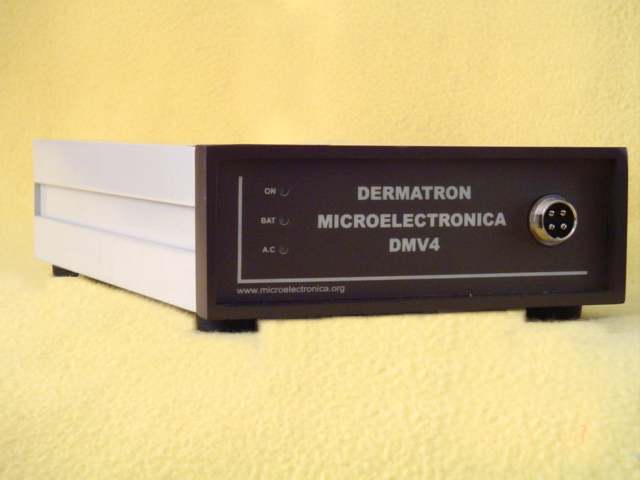 ON
BAT
A.C
DERMATRON
MICROELECTRONICA
DMV4
www.microelectronica.org